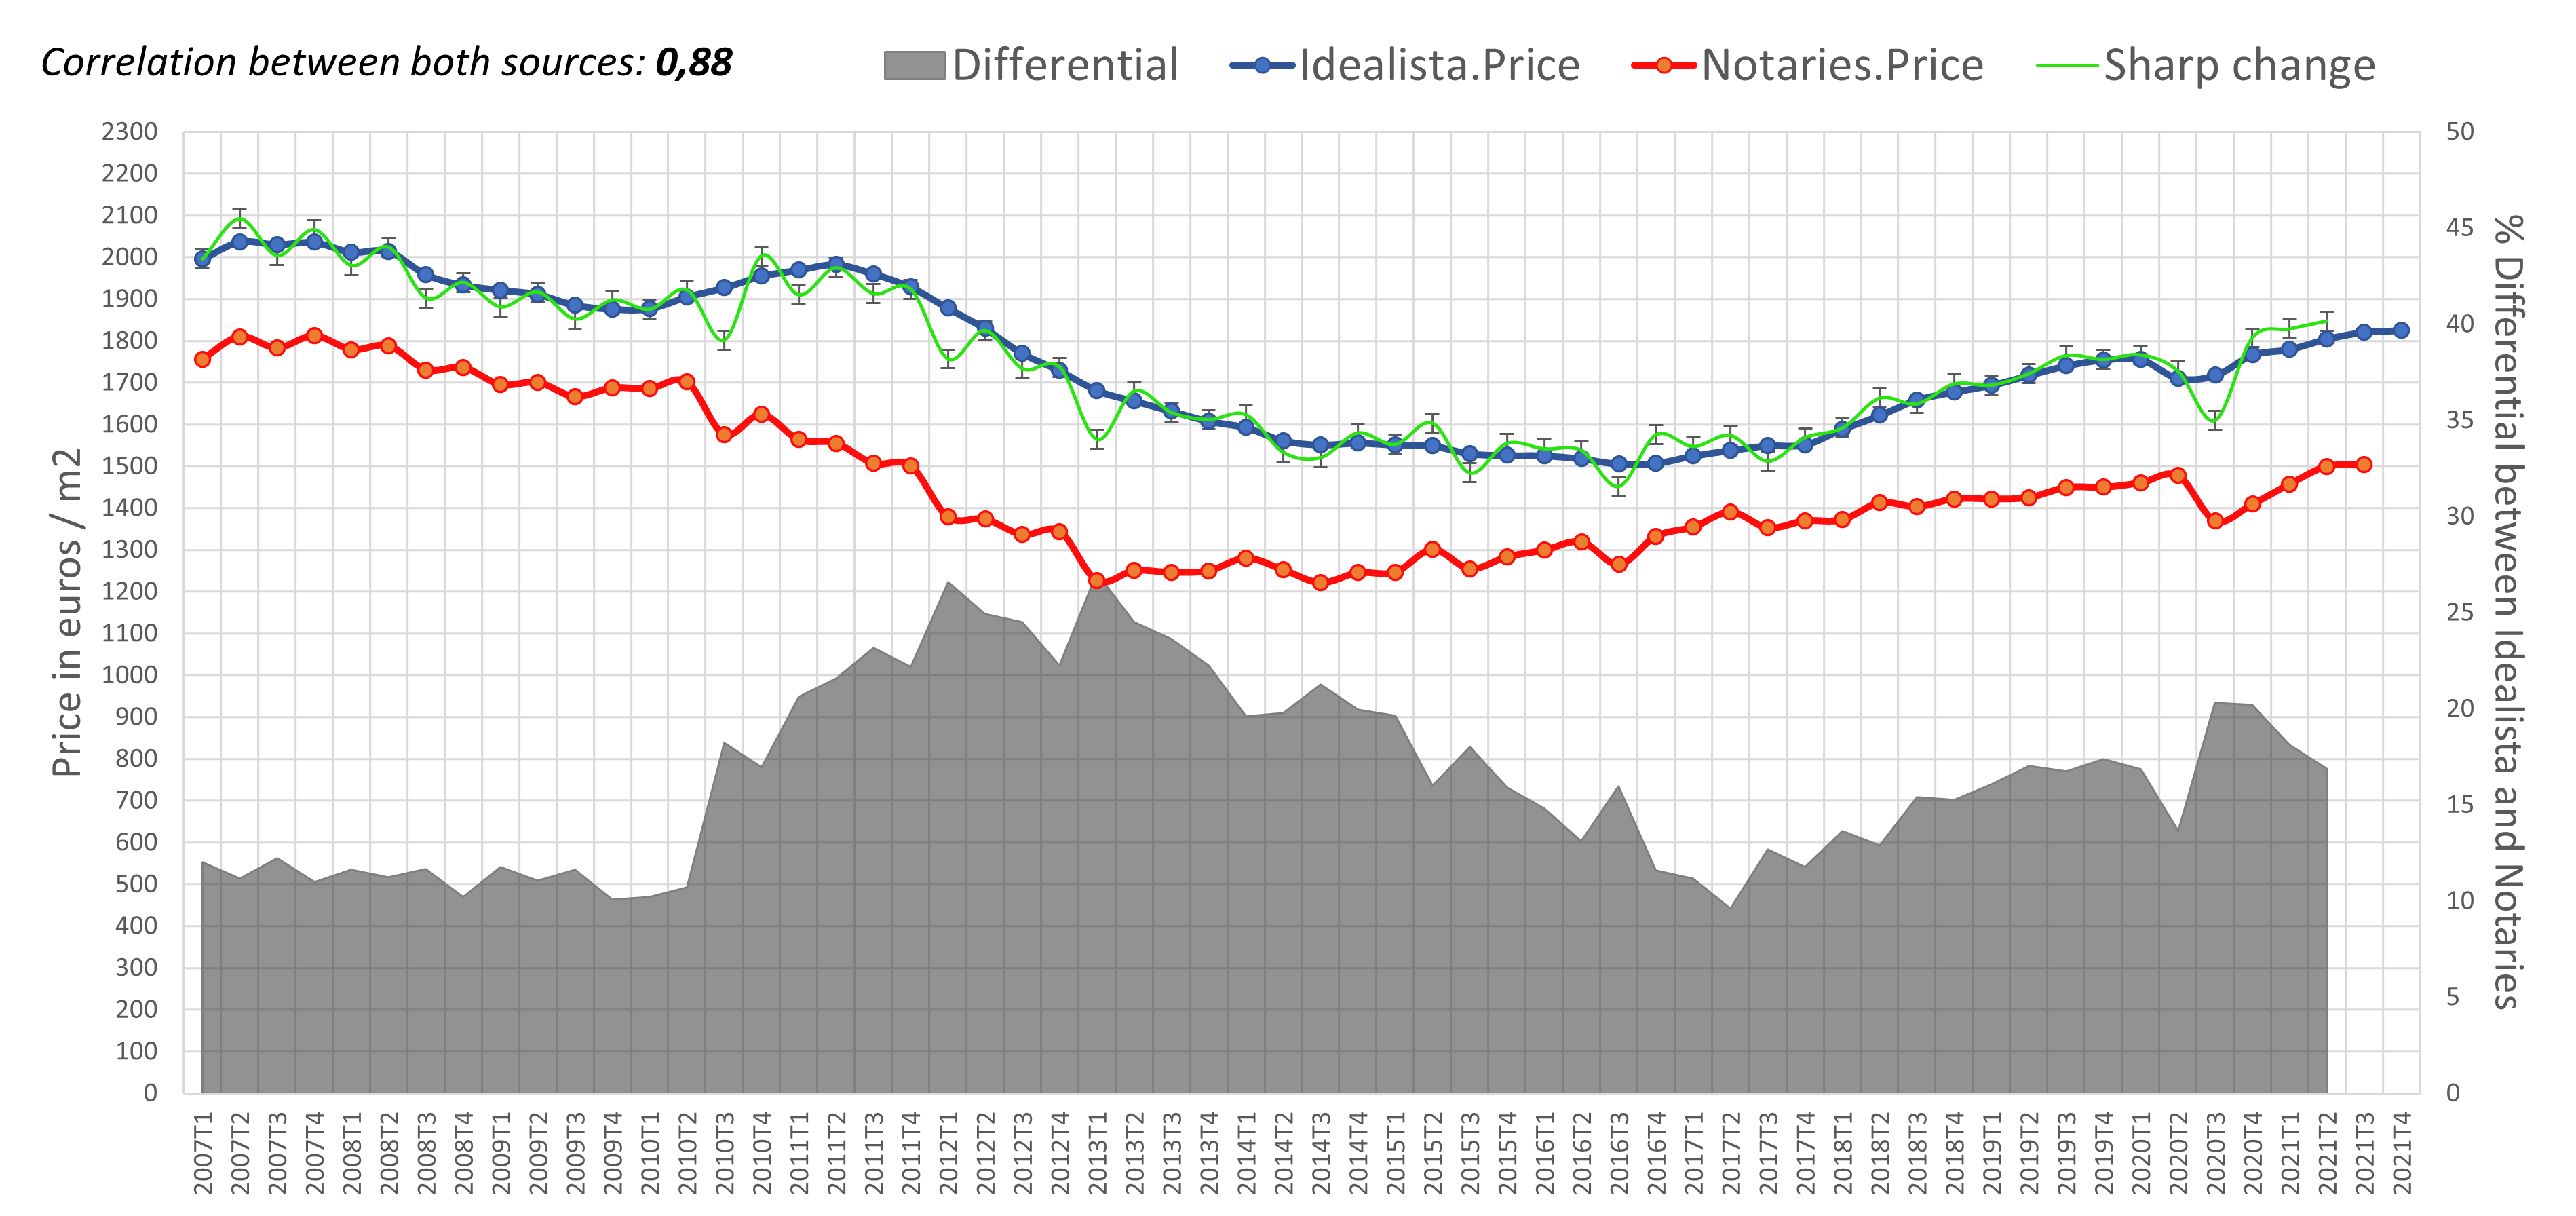 Correlation between both sources: 0,88
Differential
Idealista.Price
Notaries.Price
Sharp change
Price in euros / m2
2300
2200
2100
2000
1900
1800
1700
1600
1500
1400
1300
1200
1100
1000
900
800
700
600
500
400
300
200
100
0
50
45
40
35
30
25
20
15
10
5
0
% Differential between Idealista and Notaries
2007T1
2007T2
2007T3
2007T4
2008T1
2008T2
2008T3
2008T4
2009T1
2009T2
2009T3
2009T4
2010T1
2010T2
2010T3
2010T4
2011T1
2011T2
2011T3
2011T4
2012T1
2012T2
2012T3
2012T4
2013T1
2013T2
2013T3
2013T4
2014T1
2014T2
2014T3
2014T4
2015T1
2015T2
2015T3
2015T4
2016T1
2016T2
2016T3
2016T4
2017T1
2017T2
2017T3
2017T4
2018T1
2018T2
2018T3
2018T4
2019T1
2019T2
2019T3
2019T4
2020T1
2020T2
2020T3
2020T4
2021T1
2021T2
2021T3
2021T4